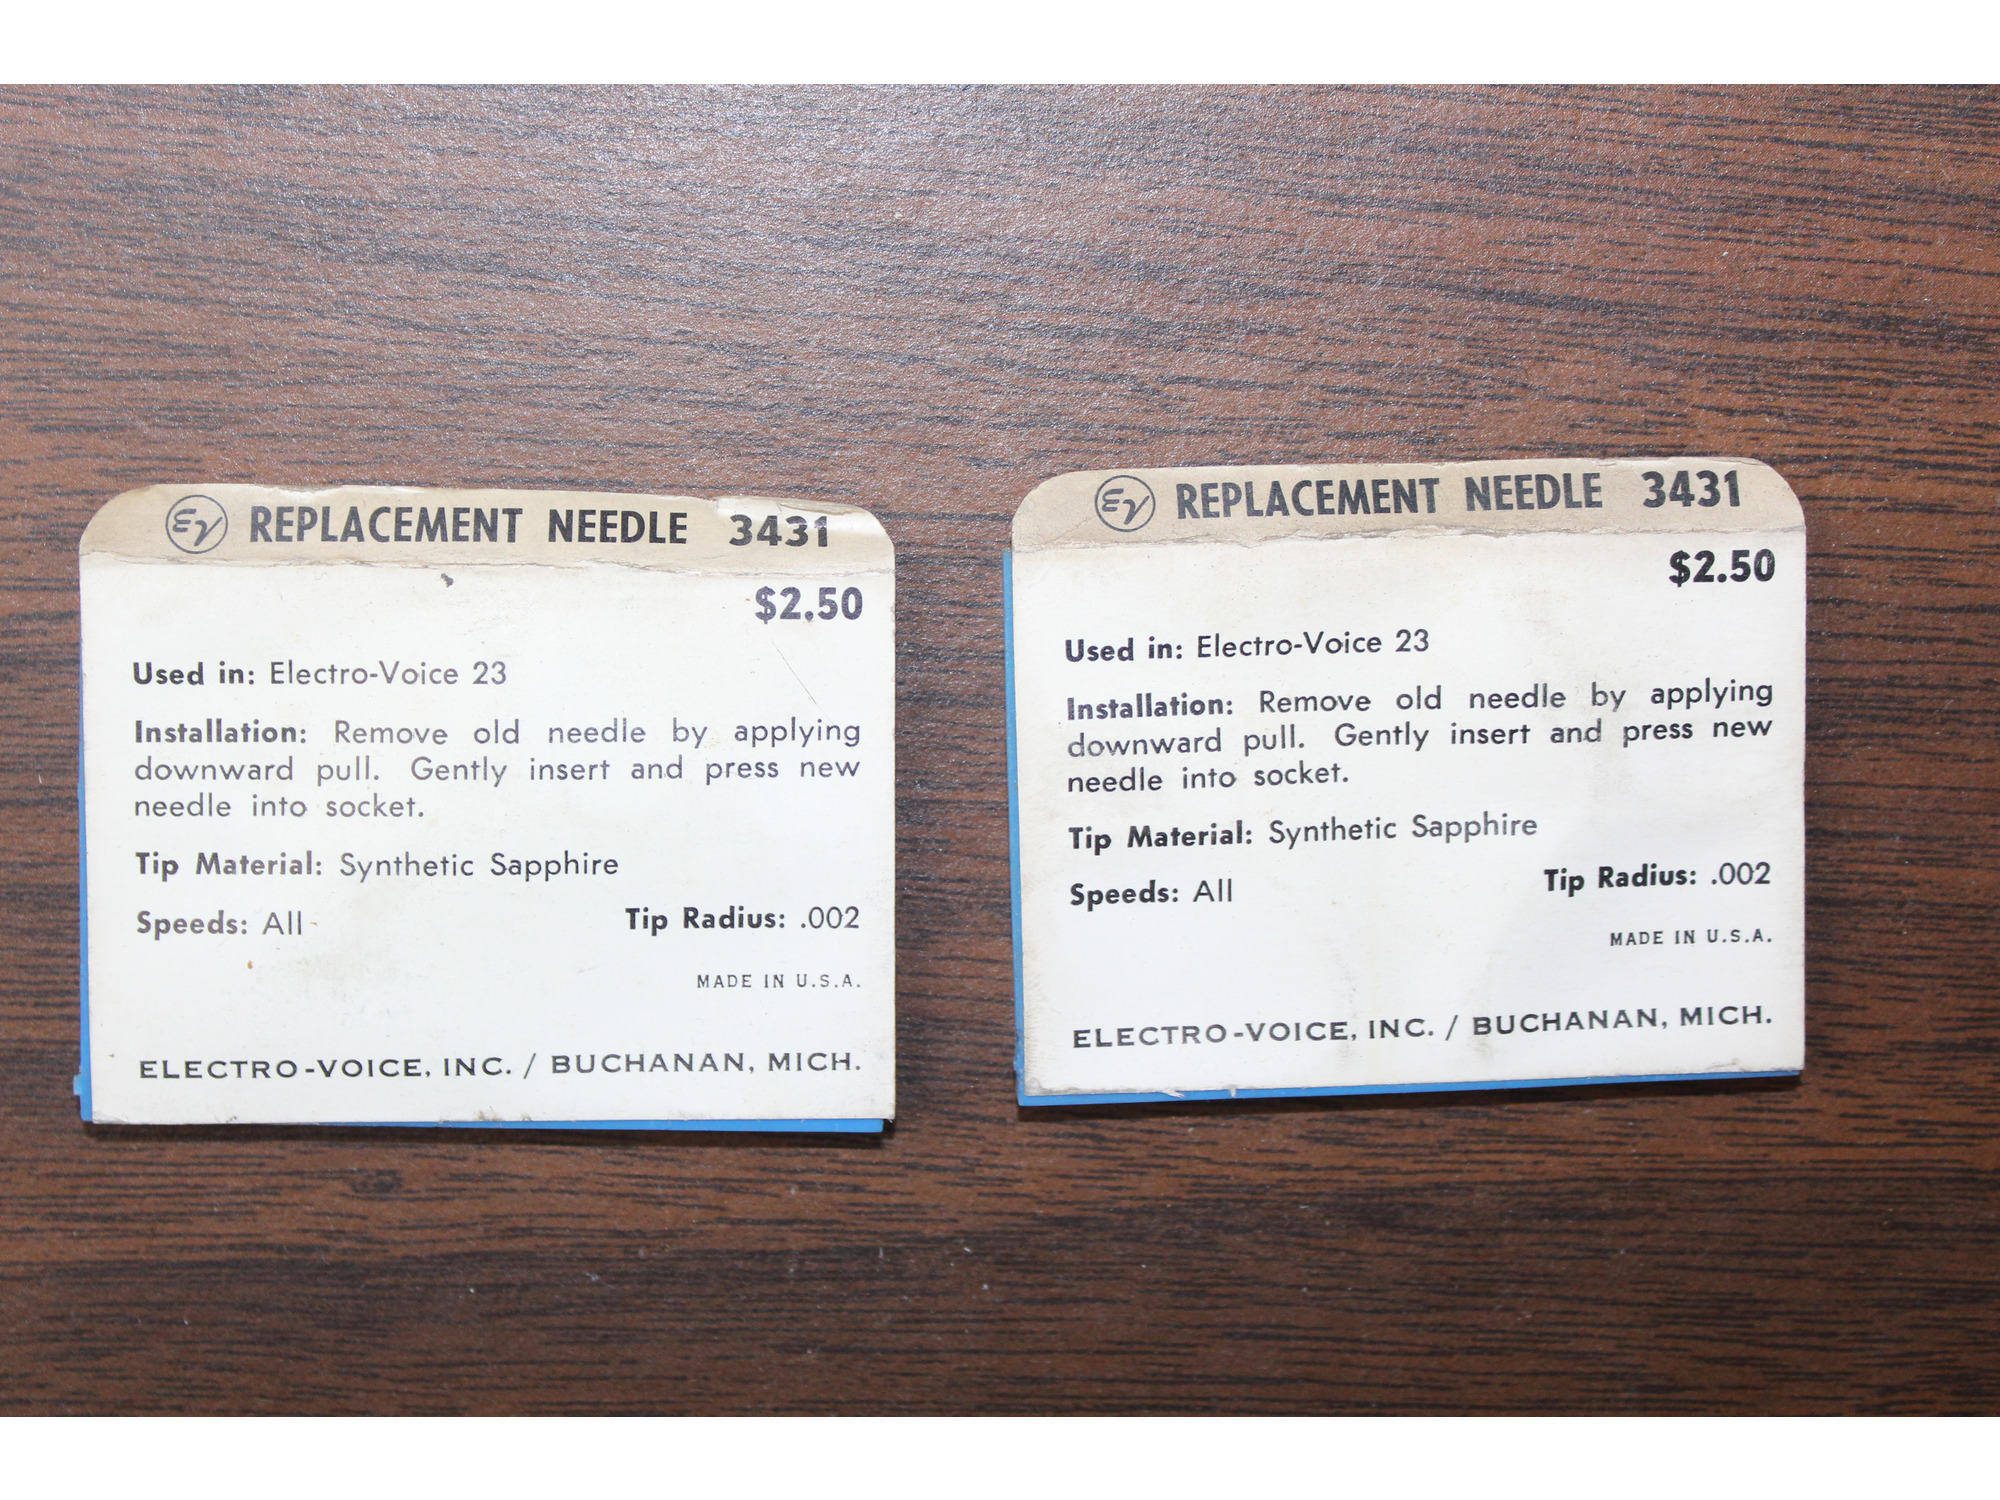 EV REPLACEMENT NEEDLE 3431
$2.50
Used in: Electro-Voice 23
Installation: Remove old needle by applying
downward pull. Gently insert and press new
needle into socket.
Tip Material: Synthetic Sapphire
Speeds: All Tip Radius: .002
MADE IN U.S.A.
ELECTRO-VOICE, INC. / BUCHANAN, MICH.
EV REPLACEMENT NEEDLE 3431
$2.50
Used in: Electro-Voice 23
Installation: Remove old needle by applying
downward pull. Gently insert and press new
needle into socket.
Tip Material: Synthetic Sapphire
Speeds: All Tip Radius: .002
MADE IN U.S.A.
ELECTRO-VOICE, INC. / BUCHANAN, MICH.